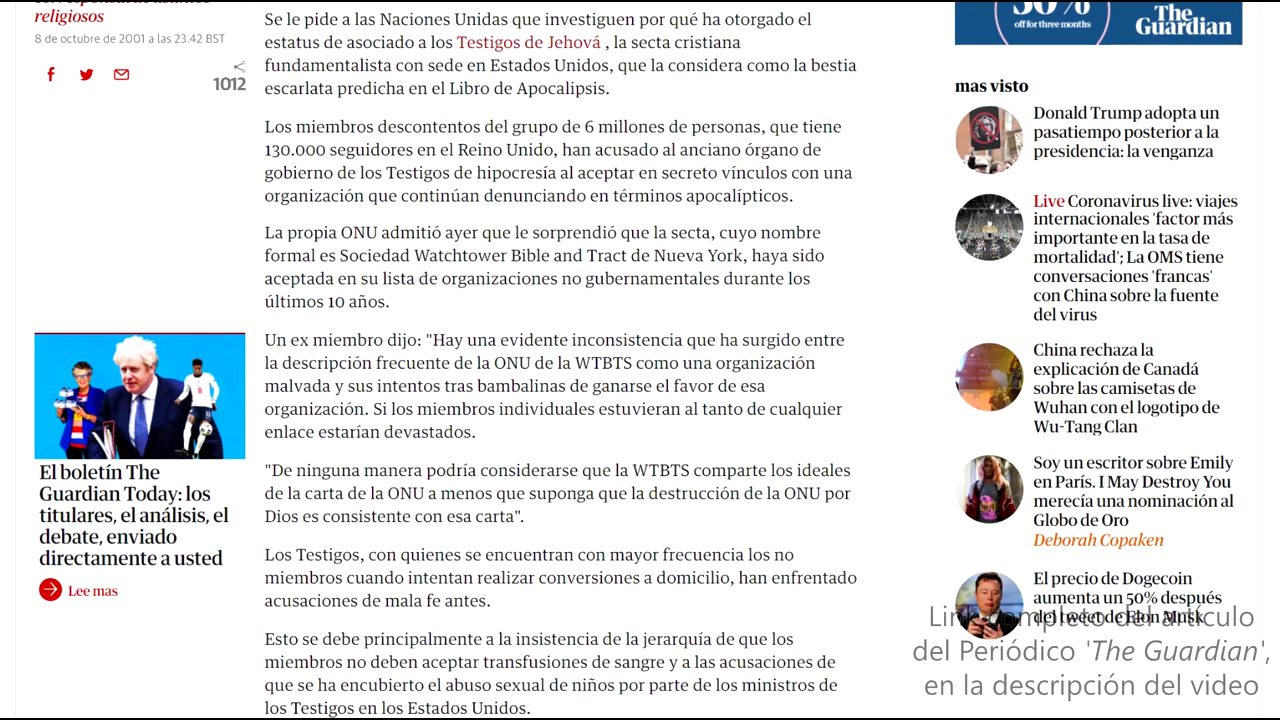 religiosos
8 de octubre de 2001 a las 23.42 BST
1012
El boletín The
Guardian Today: los
titulares, el análisis, el
debate, enviado
directamente a usted
Lee mas
Se le pide a las Naciones Unidas que investiguen por qué ha otorgado el
estatus de asociado a los Testigos de Jehová , la secta cristiana
fundamentalista con sede en Estados Unidos, que la considera como la bestia
escarlata predicha en el Libro de Apocalipsis.
Los miembros descontentos del grupo de 6 millones de personas, que tiene
130.000 seguidores en el Reino Unido, han acusado al anciano órgano de
gobierno de los Testigos de hipocresía al aceptar en secreto vínculos con una
organización que continúan denunciando en términos apocalípticos.
La propia ONU admitió ayer que le sorprendió que la secta, cuyo nombre
formal es Sociedad Watchtower Bible and Tract de Nueva York, haya sido
aceptada en su lista de organizaciones no gubernamentales durante los
últimos 10 años.
Un ex miembro dijo: "Hay una evidente inconsistencia que ha surgido entre
la descripción frecuente de la ONU de la WTBTS como una organización
malvada y sus intentos tras bambalinas de ganarse el favor de esa
organización. Si los miembros individuales estuvieran al tanto de cualquier
enlace estarían devastados.
"De ninguna manera podría considerarse que la WTBTS comparte los ideales
de la carta de la ONU a menos que suponga que la destrucción de la ONU por
Dios es consistente con esa carta".
Los Testigos, con quienes se encuentran con mayor frecuencia los no
miembros cuando intentan realizar conversiones a domicilio, han enfrentado
acusaciones de mala fe antes.
Esto se debe principalmente a la insistencia de la jerarquía de que los
miembros no deben aceptar transfusiones de sangre y a las acusaciones de
que se ha encubierto el abuso sexual de niños por parte de los ministros de
los Testigos en los Estados Unidos.
50%
off for three months
The
Guardian
mas visto
Donald Trump adopta un
pasatiempo posterior a la
presidencia: la venganza
Live Coronavirus live: viajes
internacionales 'factor más
importante en la tasa de
mortalidad'; La OMS tiene
conversaciones 'francas'
con China sobre la fuente
del virus
China rechaza la
explicación de Canadá
sobre las camisetas de
Wuhan con el logotipo de
Wu-Tang Clan
Soy un escritor sobre Emily
en París. I May Destroy You
merecía una nominación al
Globo de Oro
Deborah Copaken
El precio de Dogecoin
aumenta un 50% después
del tweet de Elon Musk
Link completo del artículo
del Periódico 'The Guardian',
en la descripción del video